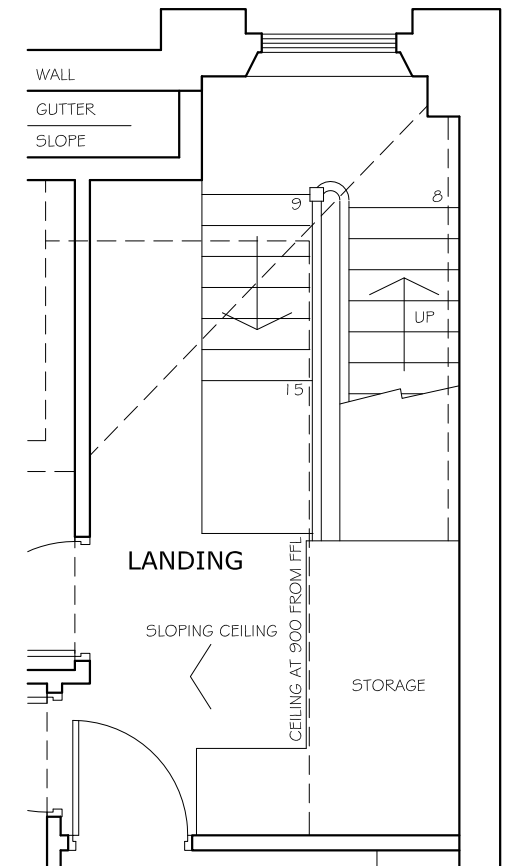 WALL
GUTTER
SLOPE
9
8
UP
15
LANDING
CEILING AT 900 FROM FFL
SLOPING CEILING
STORAGE